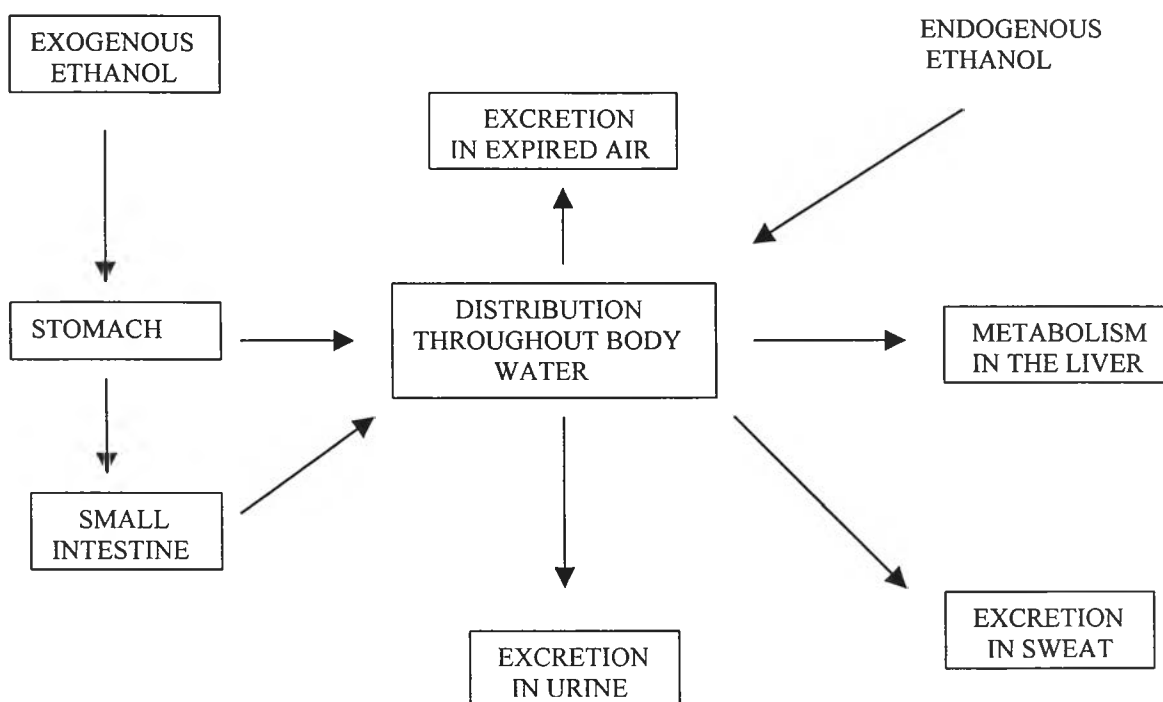 EXOGENOUS
ETHANOL
ENDOGENOUS
ETHANOL
EXCRETION
IN EXPIRED AIR
STOMACH
DISTRIBUTION
THROUGHOUT BODY
WATER
METABOLISM
IN THE LIVER
SMALL
INTESTINE
EXCRETION
IN SWEAT
EXCRETION
IN URINE